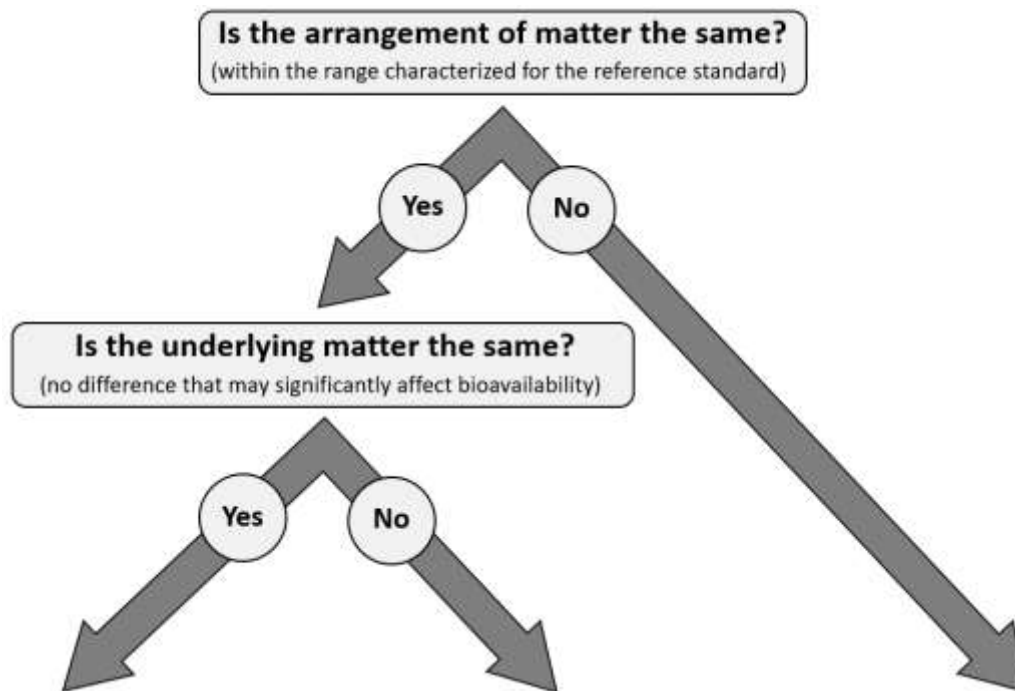 Is the arrangement of matter the same?
(within the range characterized for the reference standard)
Yes
No
Is the underlying matter the same?
(no difference that may significantly affect bioavailability)
Yes
No